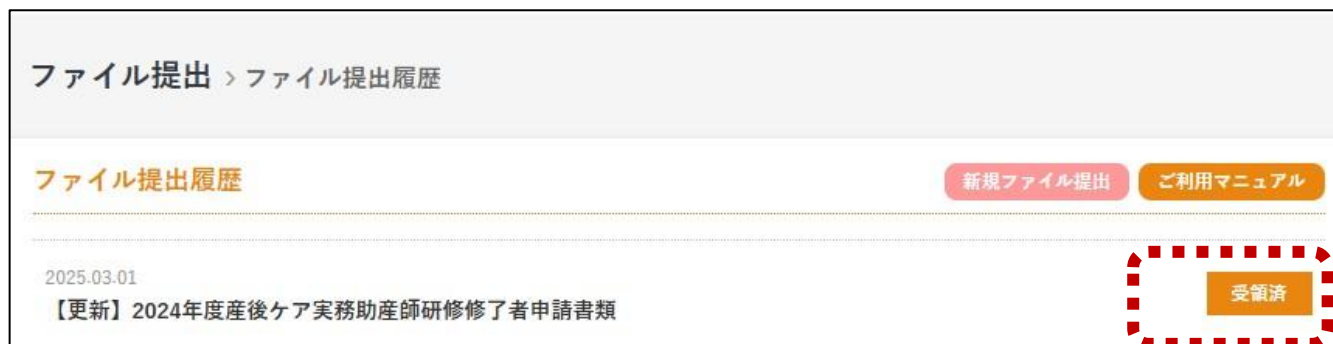 ファイル提出 › ファイル提出履歴
ファイル提出履歴
新規ファイル提出
ご利用マニュアル
2025.03.01
【更新】2024年度産後ケア実務助産師研修修了者申請書類
受領済